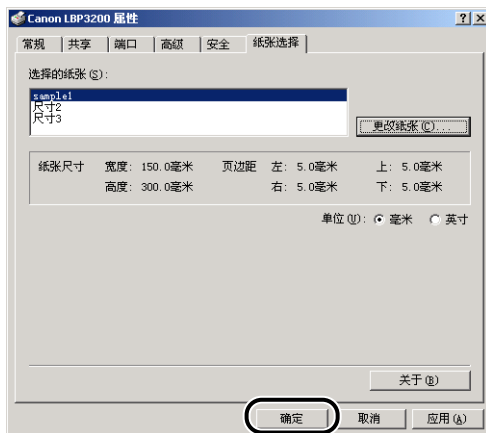 Canon LBP3200 属性
常规 共享 端口 高级 安全 纸张选择
选择的纸张(S):
sample1
尺寸2
尺寸3
更改纸张(C)...
纸张尺寸 宽度: 150.0毫米 页边距 左: 5.0毫米 上: 5.0毫米
高度: 300.0毫米 右: 5.0毫米 下: 5.0毫米
单位(U): 毫米 英寸
关于(B)
确定 取消 应用(A)